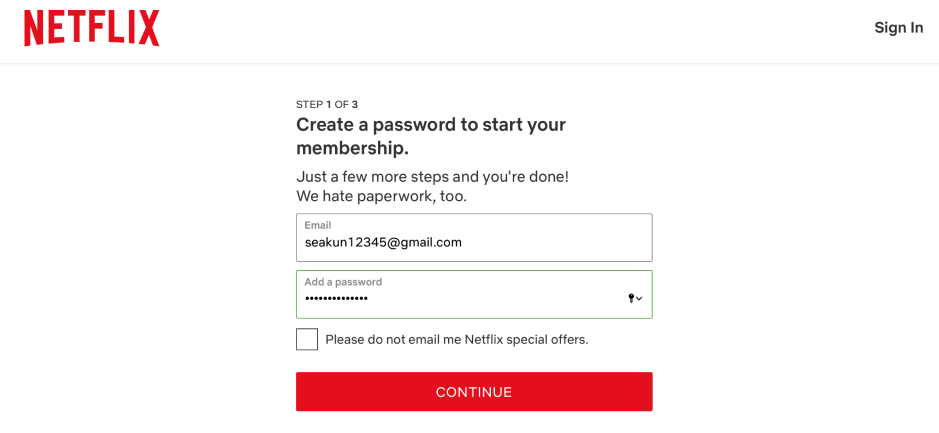 NETFLIX
Sign In
STEP 1 OF 3
Create a password to start your
membership.
Just a few more steps and you're done!
We hate paperwork, too.
Email
seakun12345@gmail.com
Add a password
••••••••••••••
Please do not email me Netflix special offers.
CONTINUE